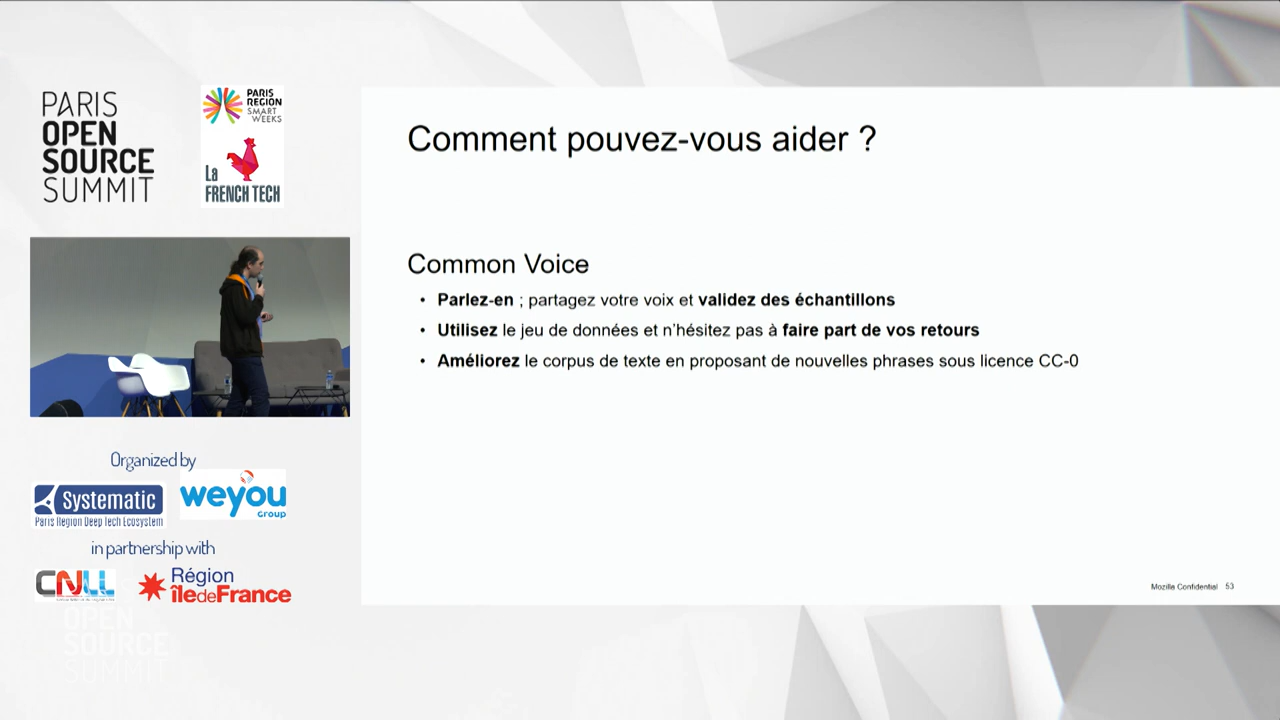 PARIS
OPEN
SOURCE
SUMMIT
PARIS
REGION
SMART
WEEKS
La
FRENCH TECH
Comment pouvez-vous aider ?
Common Voice
• Parlez-en ; partagez votre voix et validez des échantillons
• Utilisez le jeu de données et n'hésitez pas à faire part de vos retours
• Améliorez le corpus de texte en proposant de nouvelles phrases sous licence CC-0
Mozilla Confidential 53
Organized by
Systematic
Paris Region Deep Tech Ecosystem
weyou
GROUP
in partnership with
CNLL
Région
îledeFrance
OPEN
SOURCE
SUMMIT